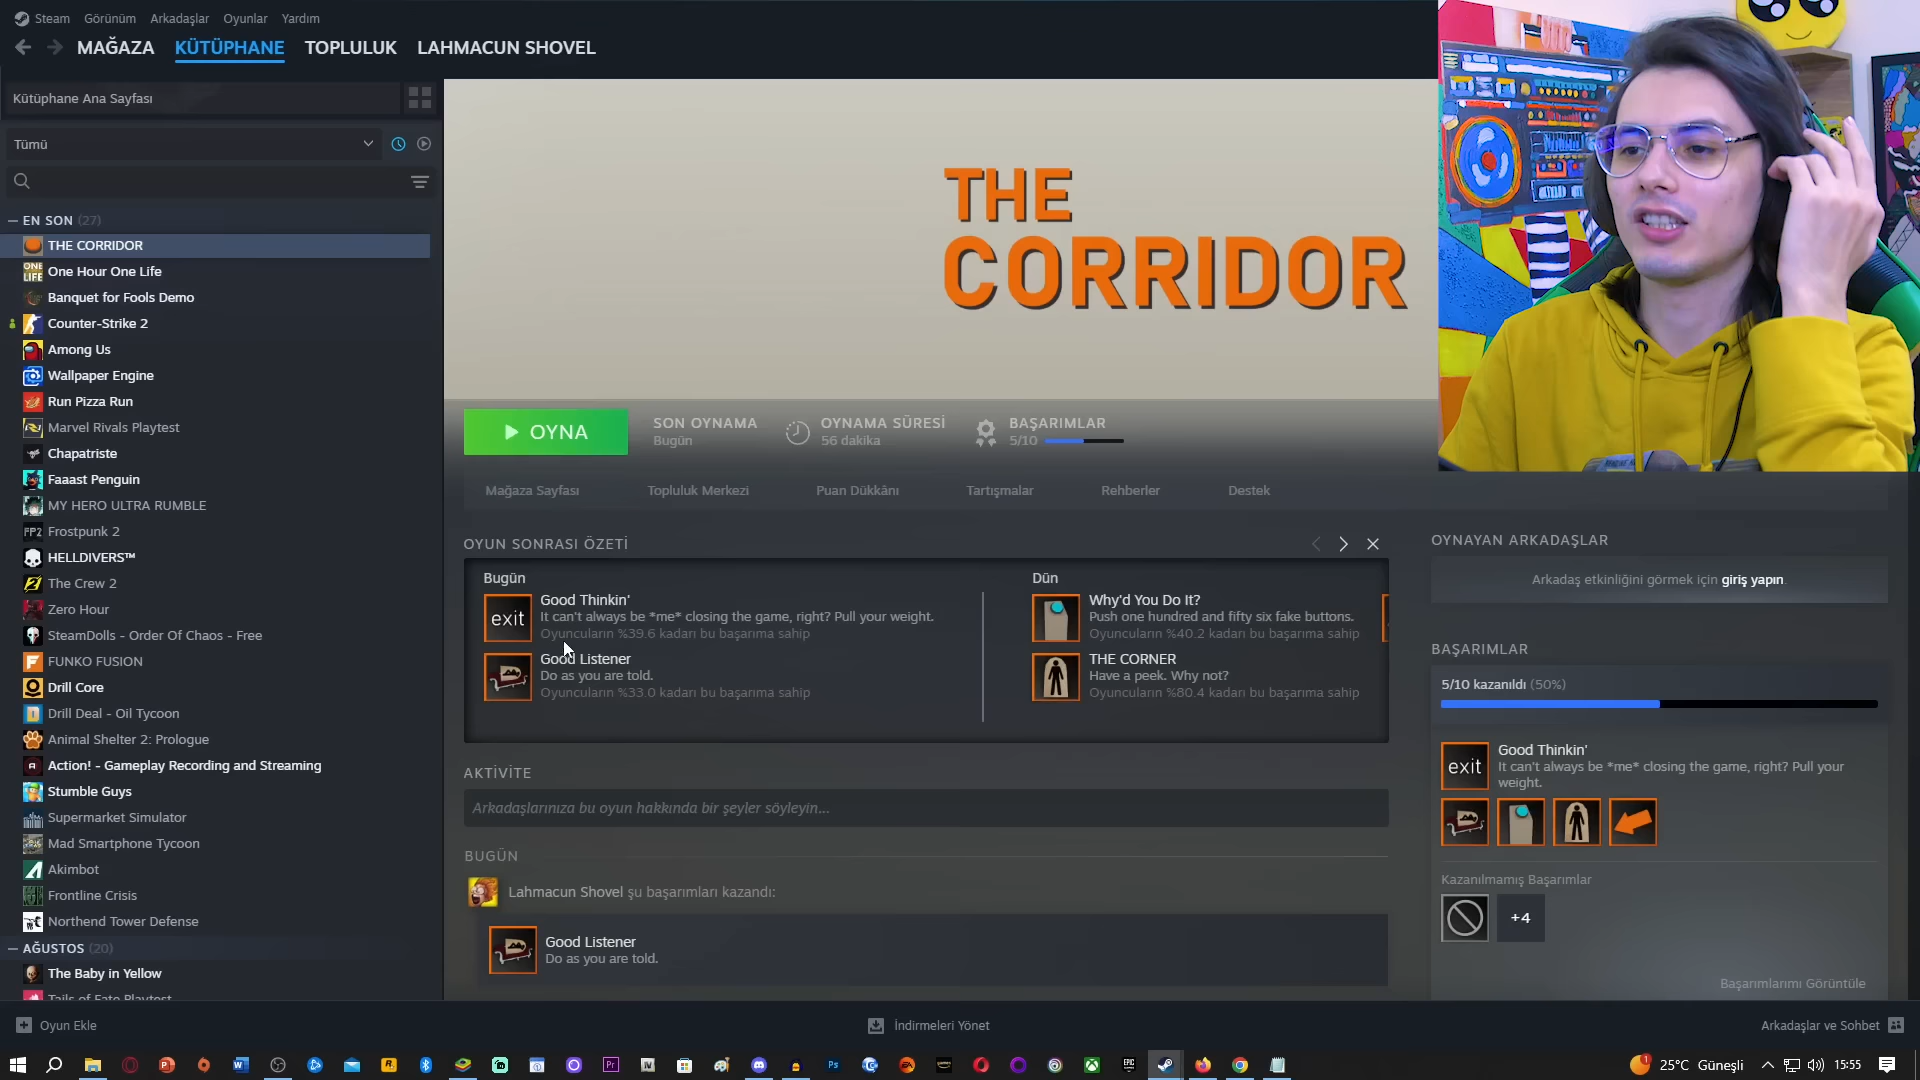 Steam Görünüm Arkadaşlar Oyunlar Yardım
MAĞAZA KÜTÜPHANE TOPLULUK LAHMACUN SHOVEL
Kütüphane Ana Sayfası
Tümü
EN SON (27)
THE CORRIDOR
One Hour One Life
Banquet for Fools Demo
Counter-Strike 2
Among Us
Wallpaper Engine
Run Pizza Run
Marvel Rivals Playtest
Chapatriste
Faaast Penguin
MY HERO ULTRA RUMBLE
Frostpunk 2
HELLDIVERS™
The Crew 2
Zero Hour
SteamDolls - Order Of Chaos - Free
FUNKO FUSION
Drill Core
Drill Deal - Oil Tycoon
Animal Shelter 2: Prologue
Action! - Gameplay Recording and Streaming
Stumble Guys
Supermarket Simulator
Mad Smartphone Tycoon
Akimbot
Frontline Crisis
Northend Tower Defense
AĞUSTOS (20)
The Baby in Yellow
Tails of Fate Playtest
THE
CORRIDOR
OYNA
SON OYNAMA
Bugün
OYNAMA SÜRESİ
56 dakika
BAŞARIMLAR
5/10
Mağaza Sayfası Topluluk Merkezi Puan Dükkânı Tartışmalar Rehberler Destek
OYUN SONRASI ÖZETİ
Bugün
exit
Good Thinkin'
It can't always be *me* closing the game, right? Pull your weight.
Oyuncuların %39.6 kadarı bu başarıma sahip
Good Listener
Do as you are told.
Oyuncuların %33.0 kadarı bu başarıma sahip
Dün
Why'd You Do It?
Push one hundred and fifty six fake buttons.
Oyuncuların %40.2 kadarı bu başarıma sahip
THE CORNER
Have a peek. Why not?
Oyuncuların %80.4 kadarı bu başarıma sahip
AKTİVİTE
Arkadaşlarınıza bu oyun hakkında bir şeyler söyleyin...
BUGÜN
Lahmacun Shovel şu başarımları kazandı:
Good Listener
Do as you are told.
OYNAYAN ARKADAŞLAR
Arkadaş etkinliğini görmek için giriş yapın.
BAŞARIMLAR
5/10 kazanıldı (50%)
exit
Good Thinkin'
It can't always be *me* closing the game, right? Pull your
weight.
Kazanılmamış Başarımlar
+4
Başarımlarımı Görüntüle
Oyun Ekle
İndirmeleri Yönet
Arkadaşlar ve Sohbet
25°C Güneşli
15:55